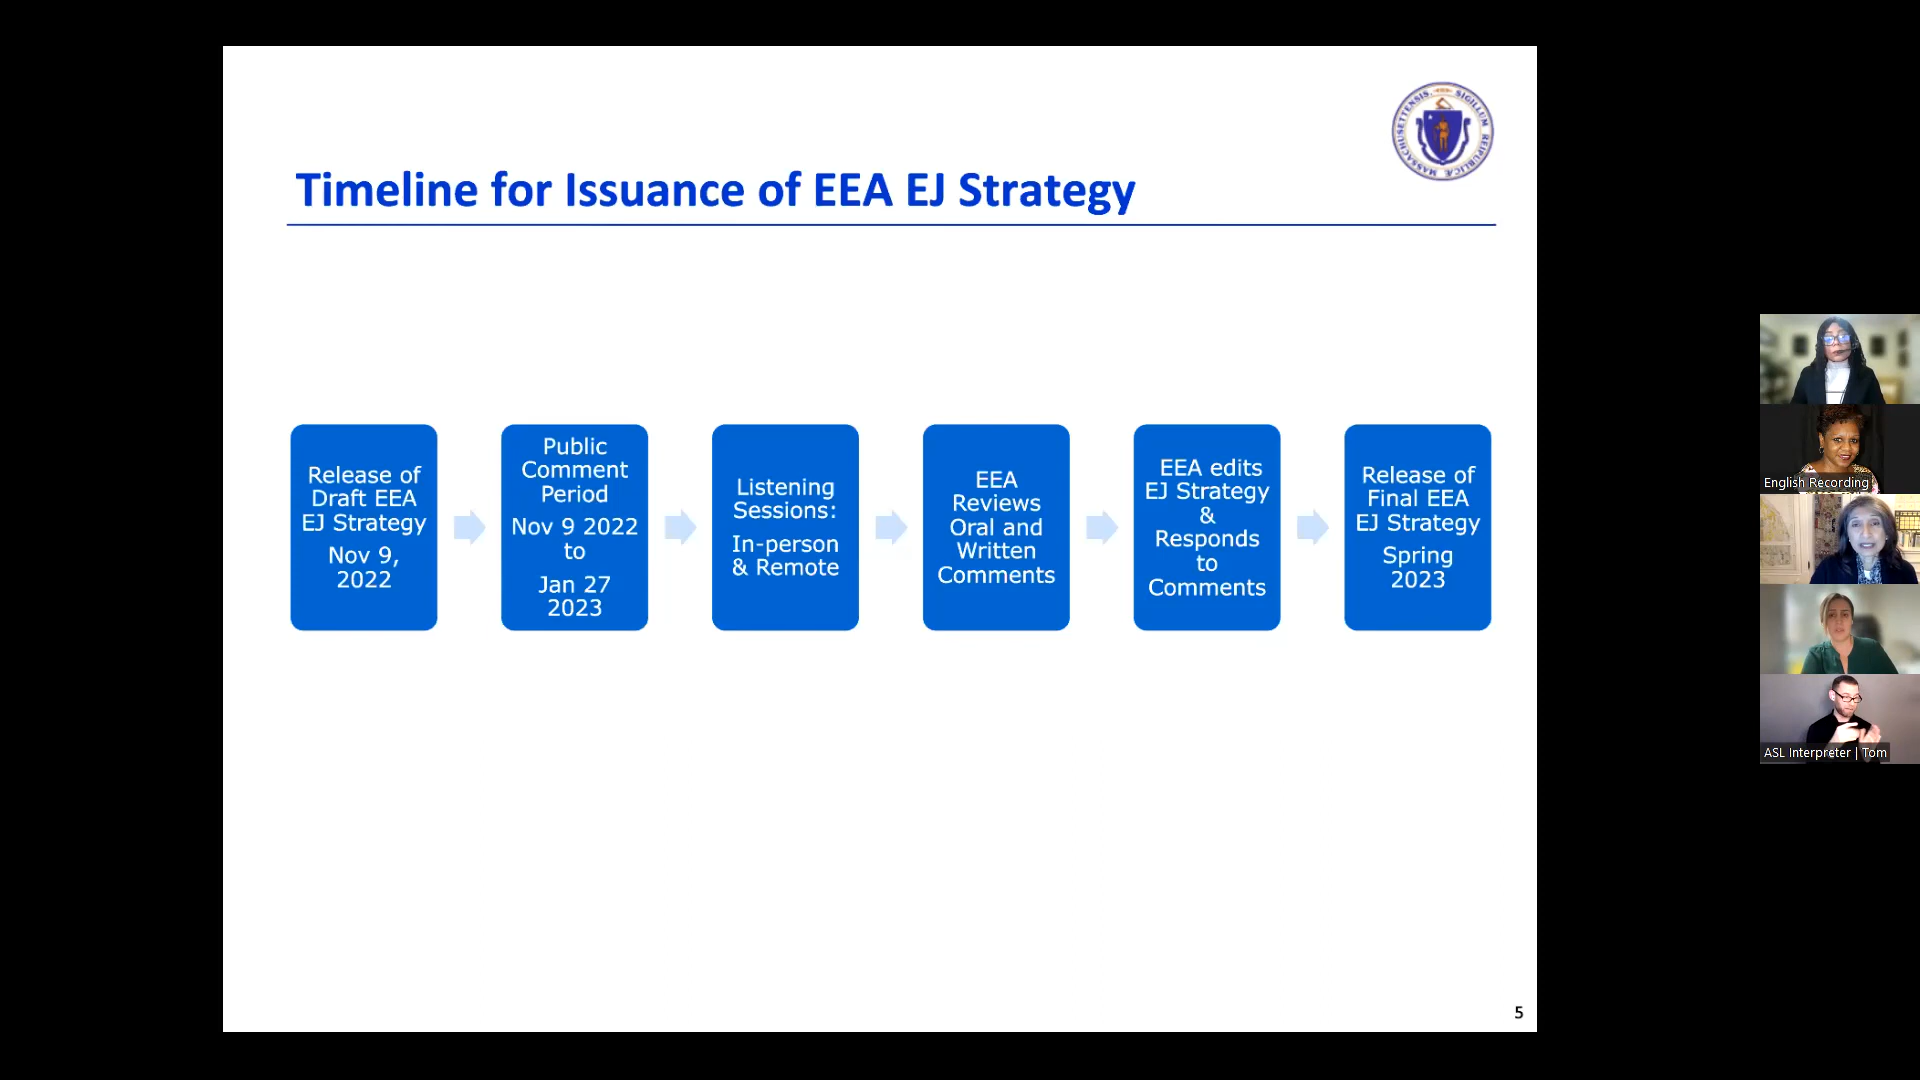 MASSACHUSETTENSIS. SIGILLUM REIPUBLICÆ
Timeline for Issuance of EEA EJ Strategy
Release of
Draft EEA
EJ Strategy
Nov 9,
2022
Public
Comment
Period
Nov 9 2022
to
Jan 27
2023
Listening
Sessions:
In-person
& Remote
EEA
Reviews
Oral and
Written
Comments
EEA edits
EJ Strategy
&
Responds
to
Comments
Release of
Final EEA
EJ Strategy
Spring
2023
5
English Recording
ASL Interpreter | Tom